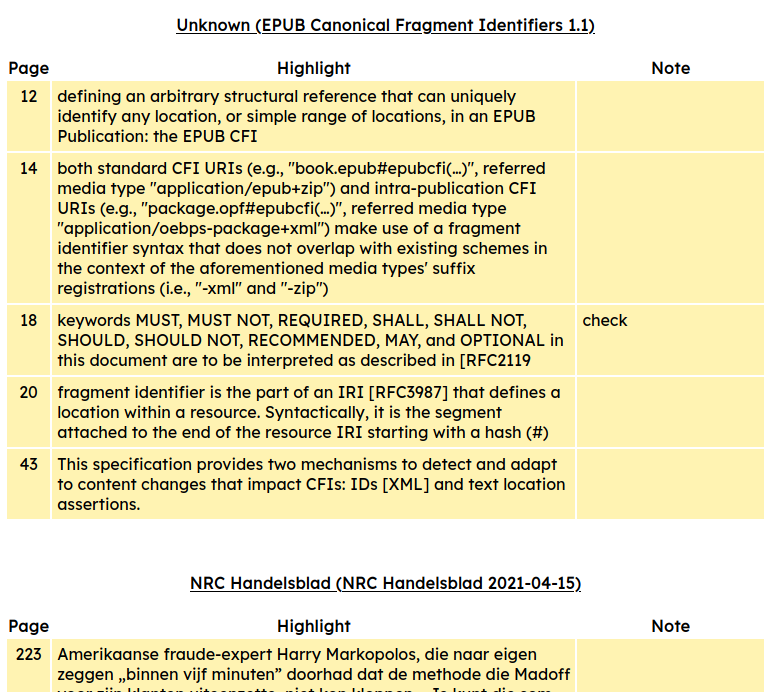 Unknown (EPUB Canonical Fragment Identifiers 1.1)
Page Highlight Note
12 defining an arbitrary structural reference that can uniquely
identify any location, or simple range of locations, in an EPUB
Publication: the EPUB CFI
14 both standard CFI URIs (e.g., "book.epub#epubcfi(…)", referred
media type "application/epub+zip") and intra-publication CFI
URIs (e.g., "package.opf#epubcfi(…)", referred media type
"application/oebps-package+xml") make use of a fragment
identifier syntax that does not overlap with existing schemes in
the context of the aforementioned media types' suffix
registrations (i.e., "-xml" and "-zip")
18 keywords MUST, MUST NOT, REQUIRED, SHALL, SHALL NOT, check
SHOULD, SHOULD NOT, RECOMMENDED, MAY, and OPTIONAL in
this document are to be interpreted as described in [RFC2119
20 fragment identifier is the part of an IRI [RFC3987] that defines a
location within a resource. Syntactically, it is the segment
attached to the end of the resource IRI starting with a hash (#)
43 This specification provides two mechanisms to detect and adapt
to content changes that impact CFIs: IDs [XML] and text location
assertions.
NRC Handelsblad (NRC Handelsblad 2021-04-15)
Page Highlight Note
223 Amerikaanse fraude-expert Harry Markopolos, die naar eigen
zeggen „binnen vijf minuten” doorhad dat de methode die Madoff